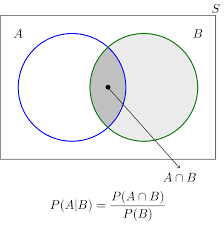 S
A B
A ∩ B
P(A|B) = P(A ∩ B) / P(B)